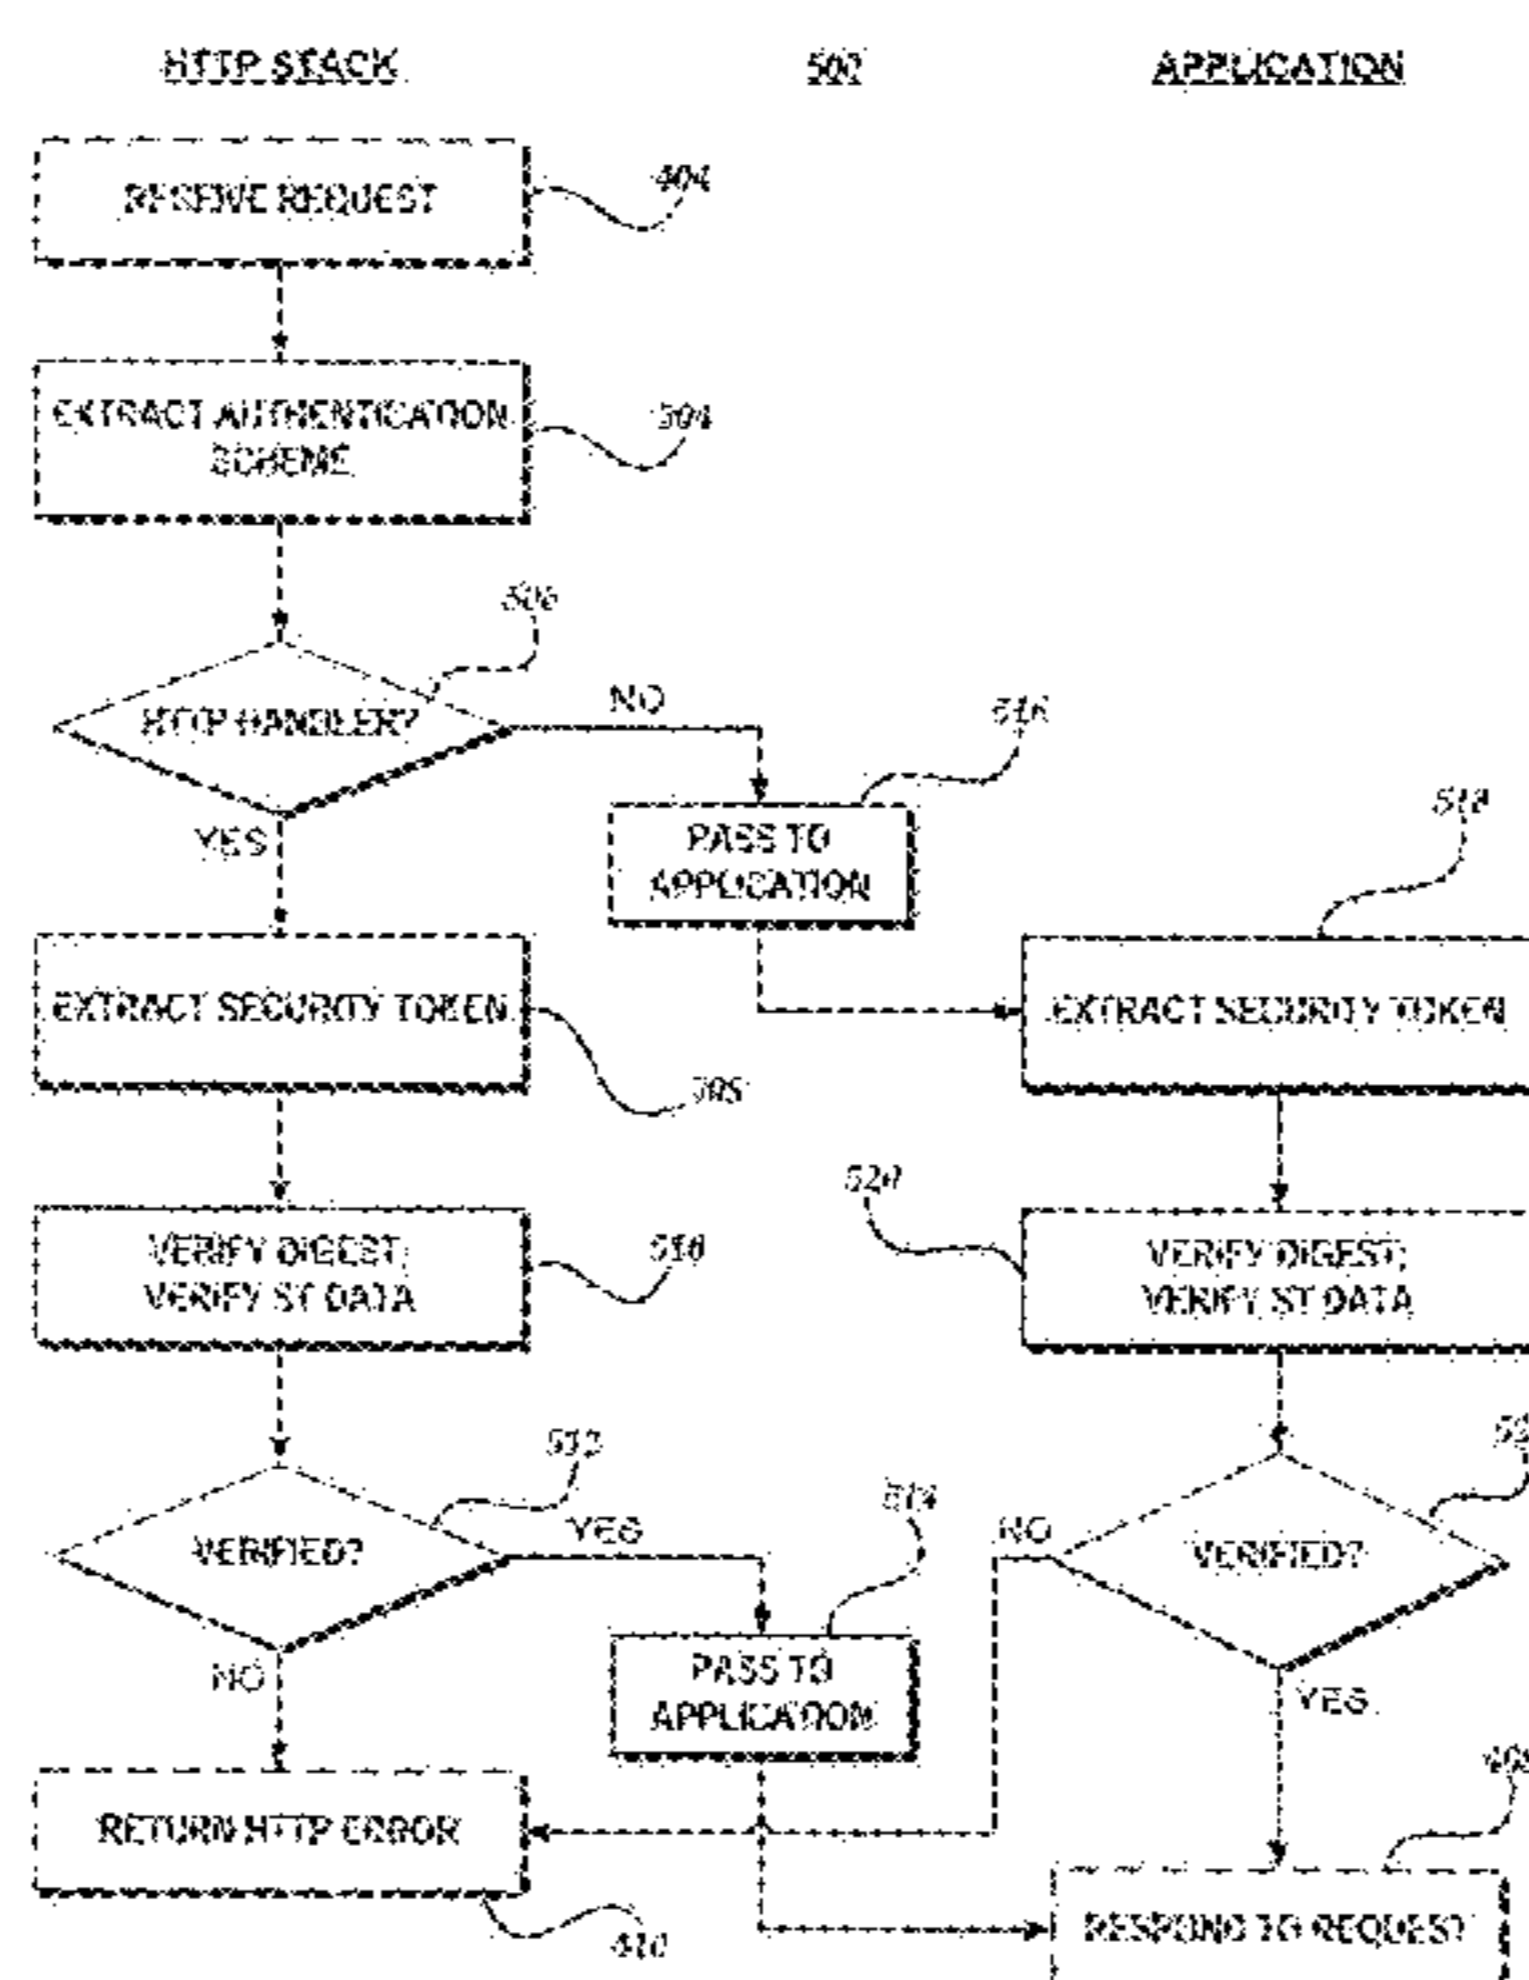 HTTP STACK
502
APPLICATION
RECEIVE REQUEST
404
EXTRACT AUTHENTICATION
SCHEME
504
506
HTTP HANDLER?
NO
YES
516
PASS TO
APPLICATION
518
EXTRACT SECURITY TOKEN
EXTRACT SECURITY TOKEN
520
VERIFY DIGEST;
VERIFY ST DATA
510
VERIFY DIGEST;
VERIFY ST DATA
512
VERIFIED?
YES
NO
514
PASS TO
APPLICATION
NO
VERIFIED?
YES
RETURN HTTP ERROR
410
RESPOND TO REQUEST